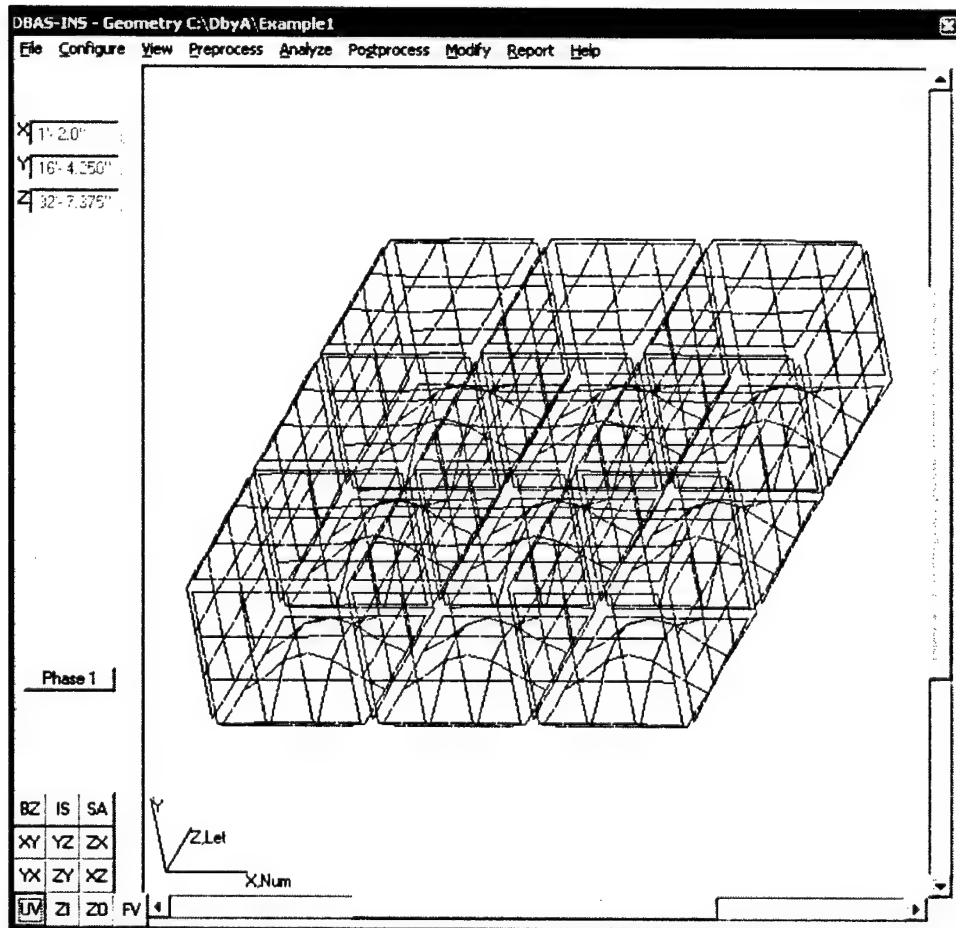 DBAS-INS - Geometry C:\DbyA\Example1
File Configure View Preprocess Analyze Postprocess Modify Report Help
X 1'- 2.0"
Y 16'- 4.250"
Z 32'- 7.375"
Phase 1
BZ IS SA
XY YZ ZX
YX ZY XZ
UV ZI ZO FV
Y
Z,Let
X,Num